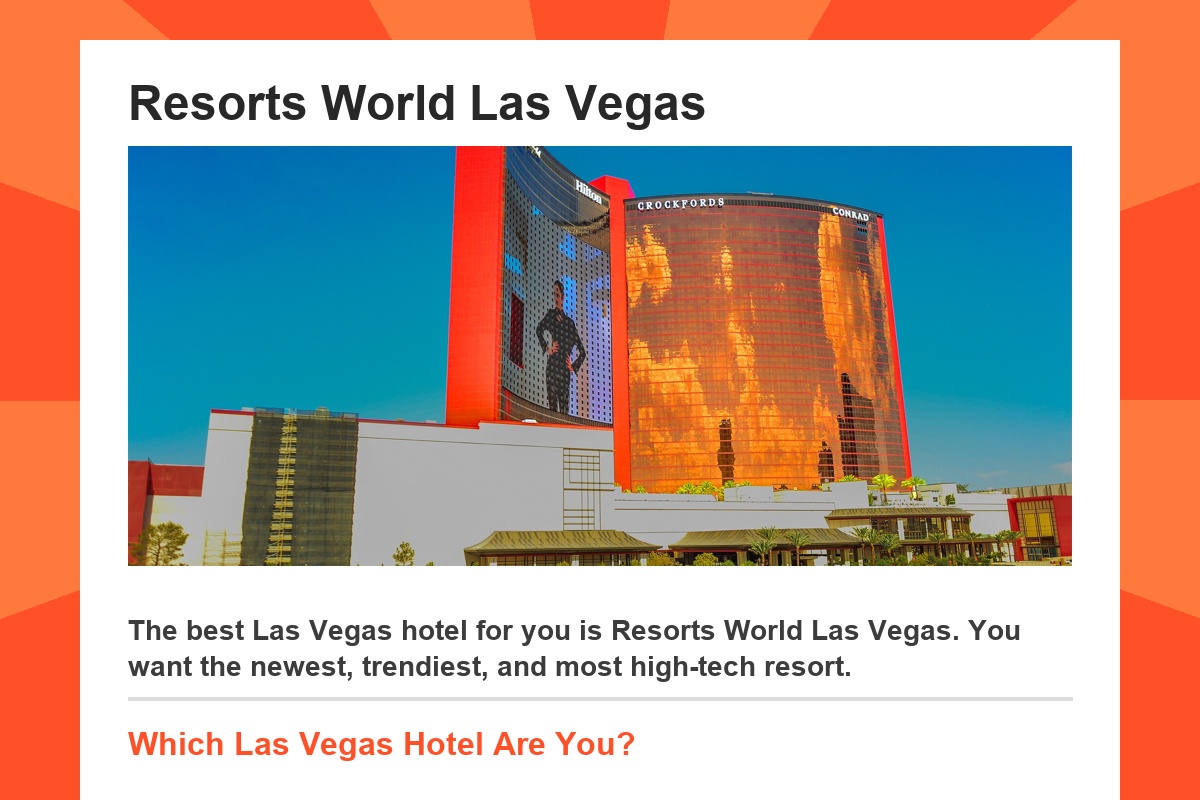 Resorts World Las Vegas
Hilton
CROCKFORDS
CONRAD
The best Las Vegas hotel for you is Resorts World Las Vegas. You
want the newest, trendiest, and most high-tech resort.
Which Las Vegas Hotel Are You?